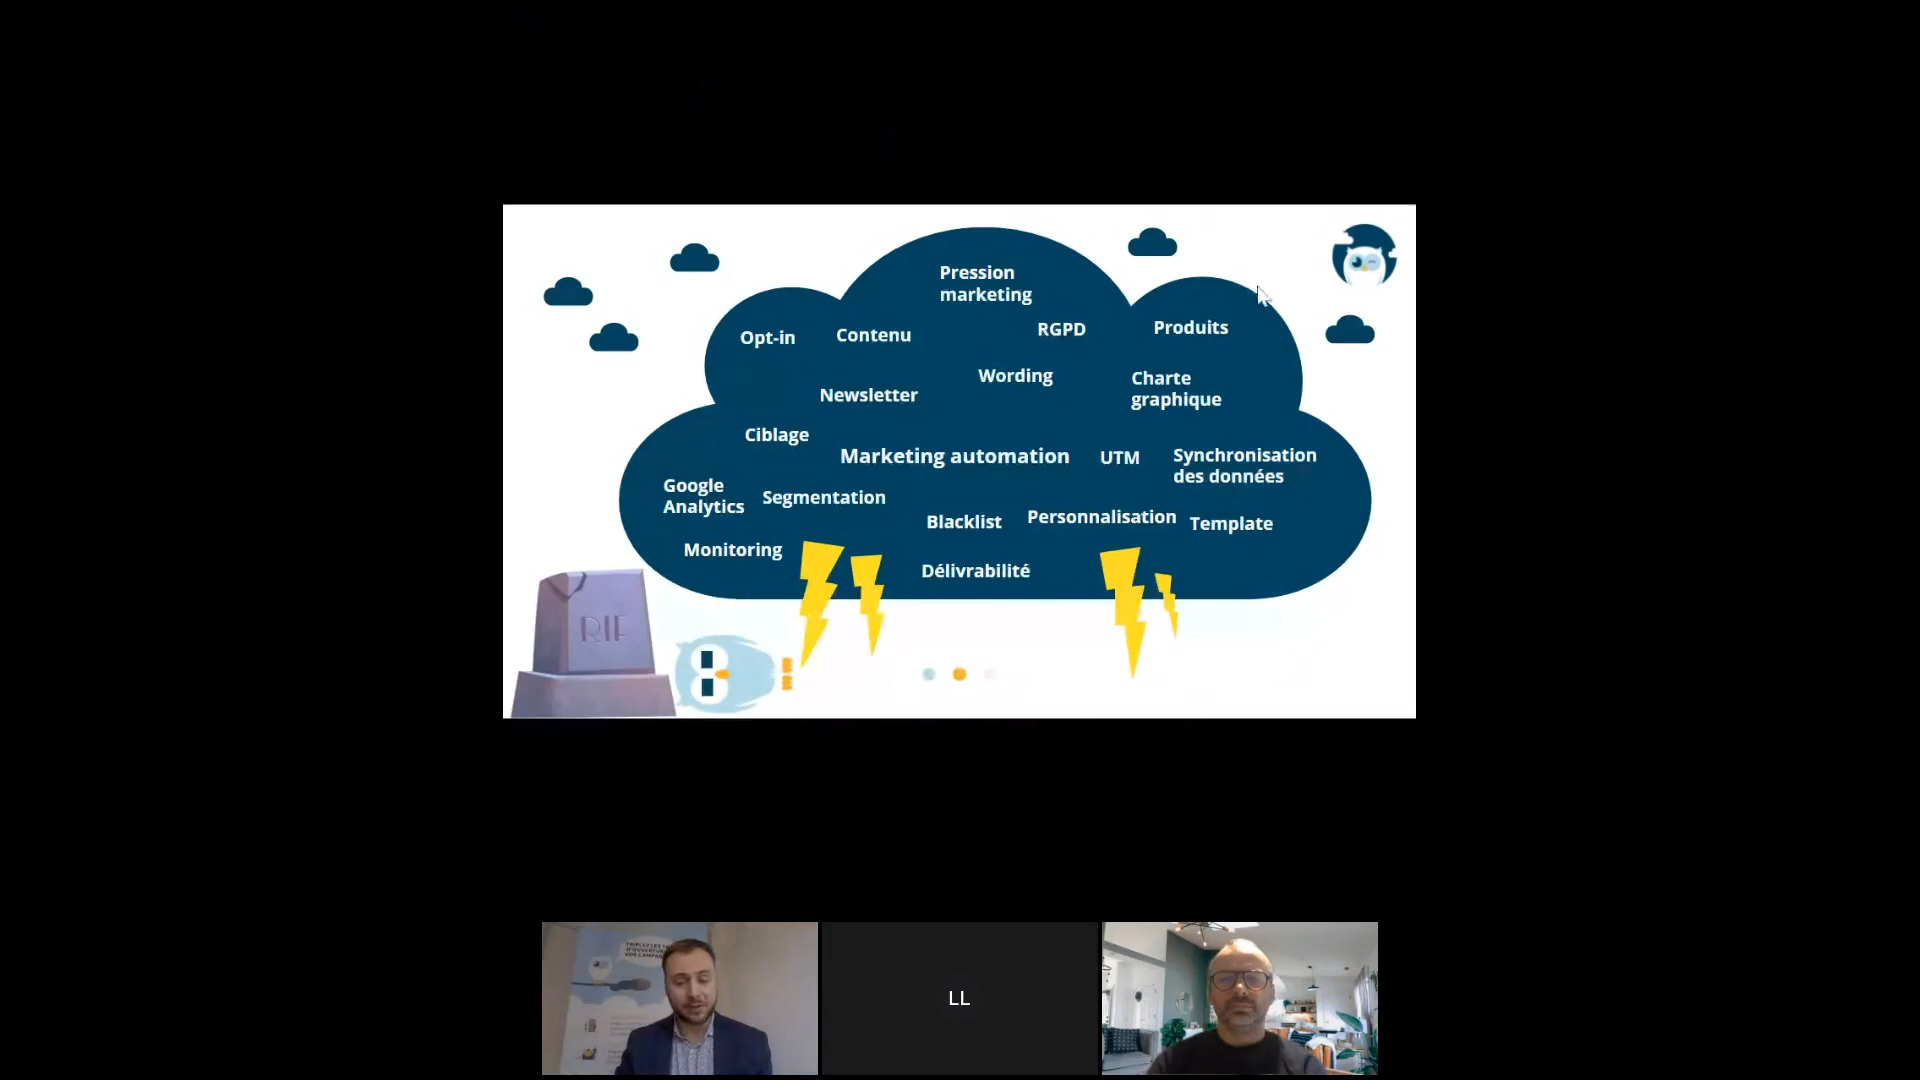 Pression
marketing
Opt-in
Contenu
RGPD
Produits
Wording
Charte
graphique
Newsletter
Ciblage
Marketing automation
UTM
Synchronisation
des données
Google
Analytics
Segmentation
Blacklist
Personnalisation
Template
Monitoring
Délivrabilité
LL